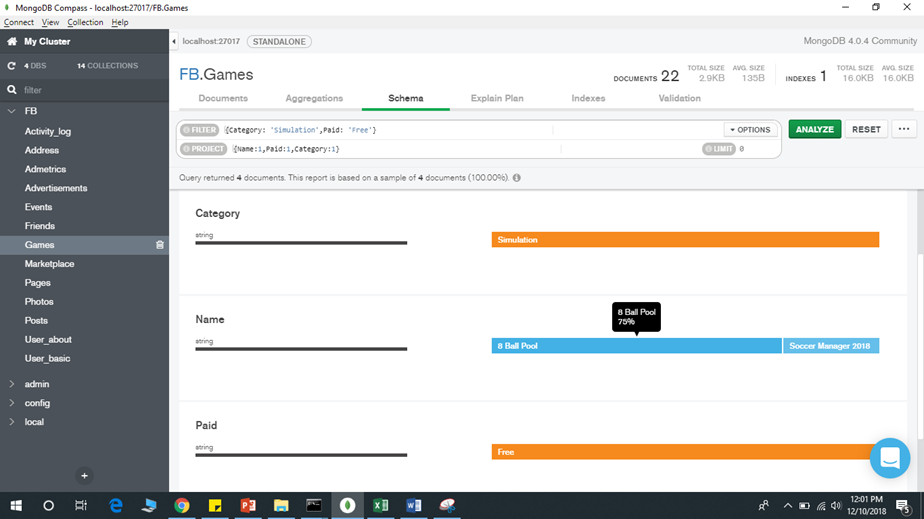 MongoDB Compass - localhost:27017/FB.Games
Connect View Collection Help
My Cluster
localhost:27017 STANDALONE
MongoDB 4.0.4 Community
4 DBS 14 COLLECTIONS
filter
FB
Activity_log
Address
Admetrics
Advertisements
Events
Friends
Games
Marketplace
Pages
Photos
Posts
User_about
User_basic
admin
config
local
FB.Games
DOCUMENTS 22 TOTAL SIZE 2.9KB AVG. SIZE 135B INDEXES 1 TOTAL SIZE 16.0KB AVG. SIZE 16.0KB
Documents Aggregations Schema Explain Plan Indexes Validation
FILTER {Category: 'Simulation',Paid: 'Free'} OPTIONS ANALYZE RESET ...
PROJECT {Name:1,Paid:1,Category:1} LIMIT 0
Query returned 4 documents. This report is based on a sample of 4 documents (100.00%).
Category
string
Simulation
Name
string
8 Ball Pool
75%
8 Ball Pool Soccer Manager 2018
Paid
string
Free
12:01 PM
12/10/2018
5